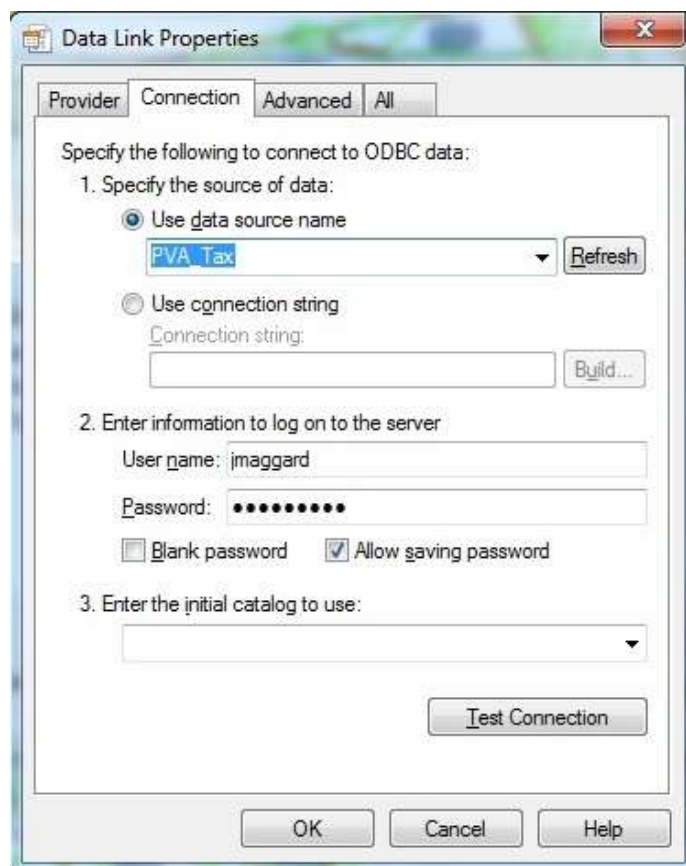 Data Link Properties
Provider Connection Advanced All
Specify the following to connect to ODBC data:
1. Specify the source of data:
Use data source name
PVA_Tax Refresh
Use connection string
Connection string:
Build...
2. Enter information to log on to the server
User name: jmaggard
Password: •••••••••
Blank password Allow saving password
3. Enter the initial catalog to use:
Test Connection
OK Cancel Help